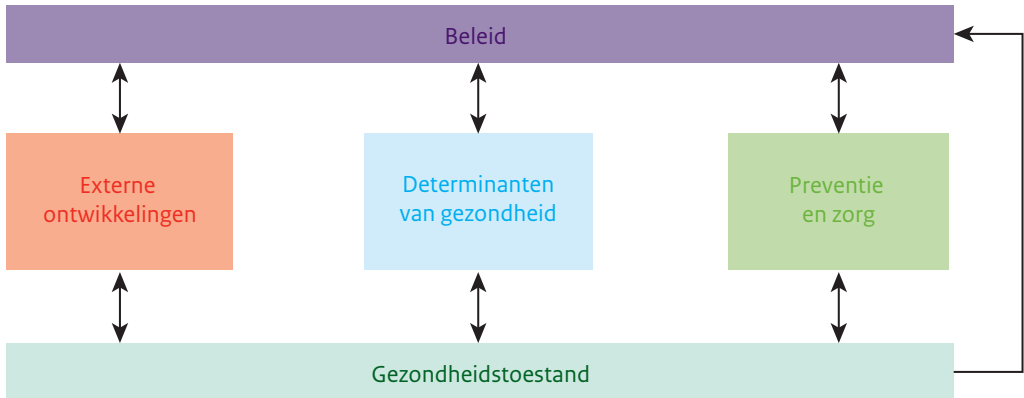 Beleid
Externe
ontwikkelingen
Determinanten
van gezondheid
Preventie
en zorg
Gezondheidstoestand